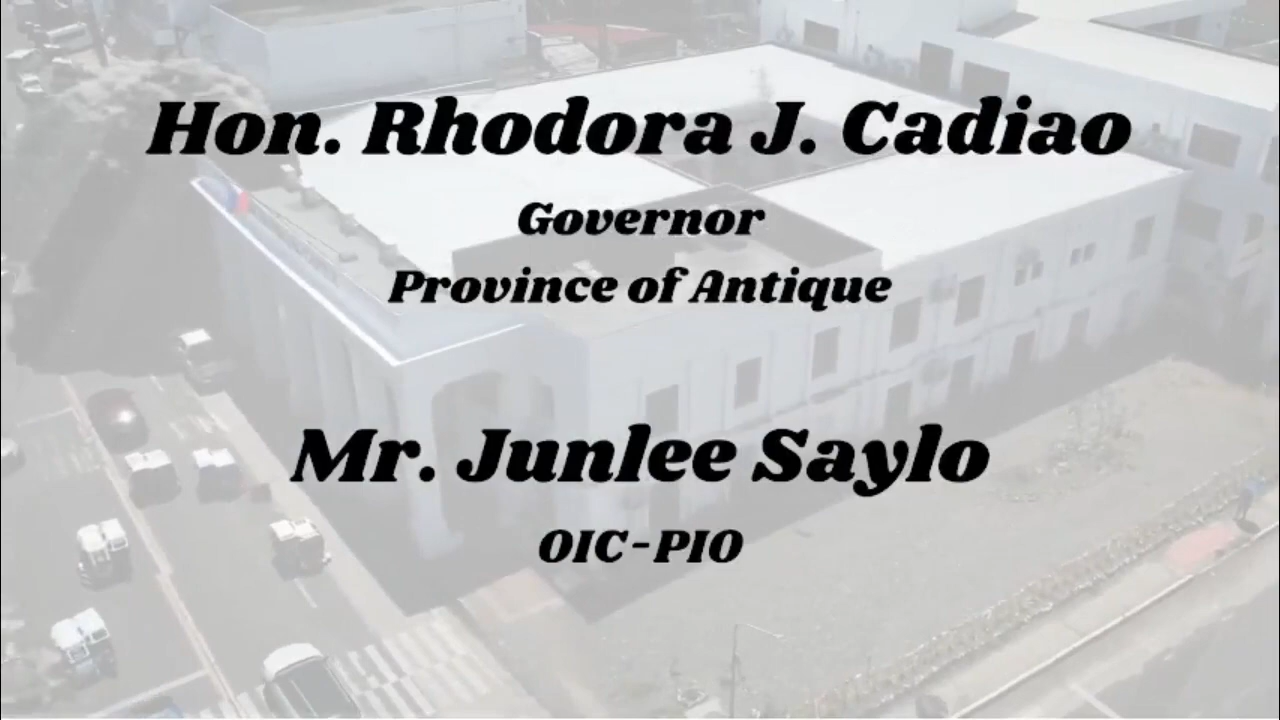 Hon. Rhodora J. Cadiao
Governor
Province of Antique
Mr. Junlee Saylo
OIC-PIO